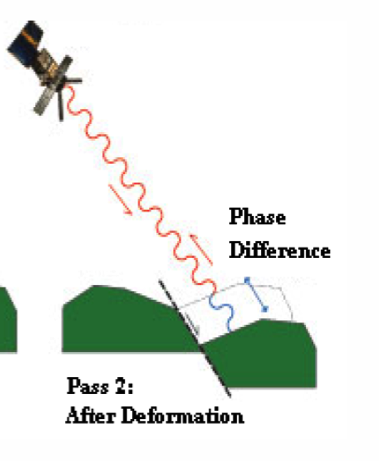 Phase
Difference
Pass 2:
After Deformation